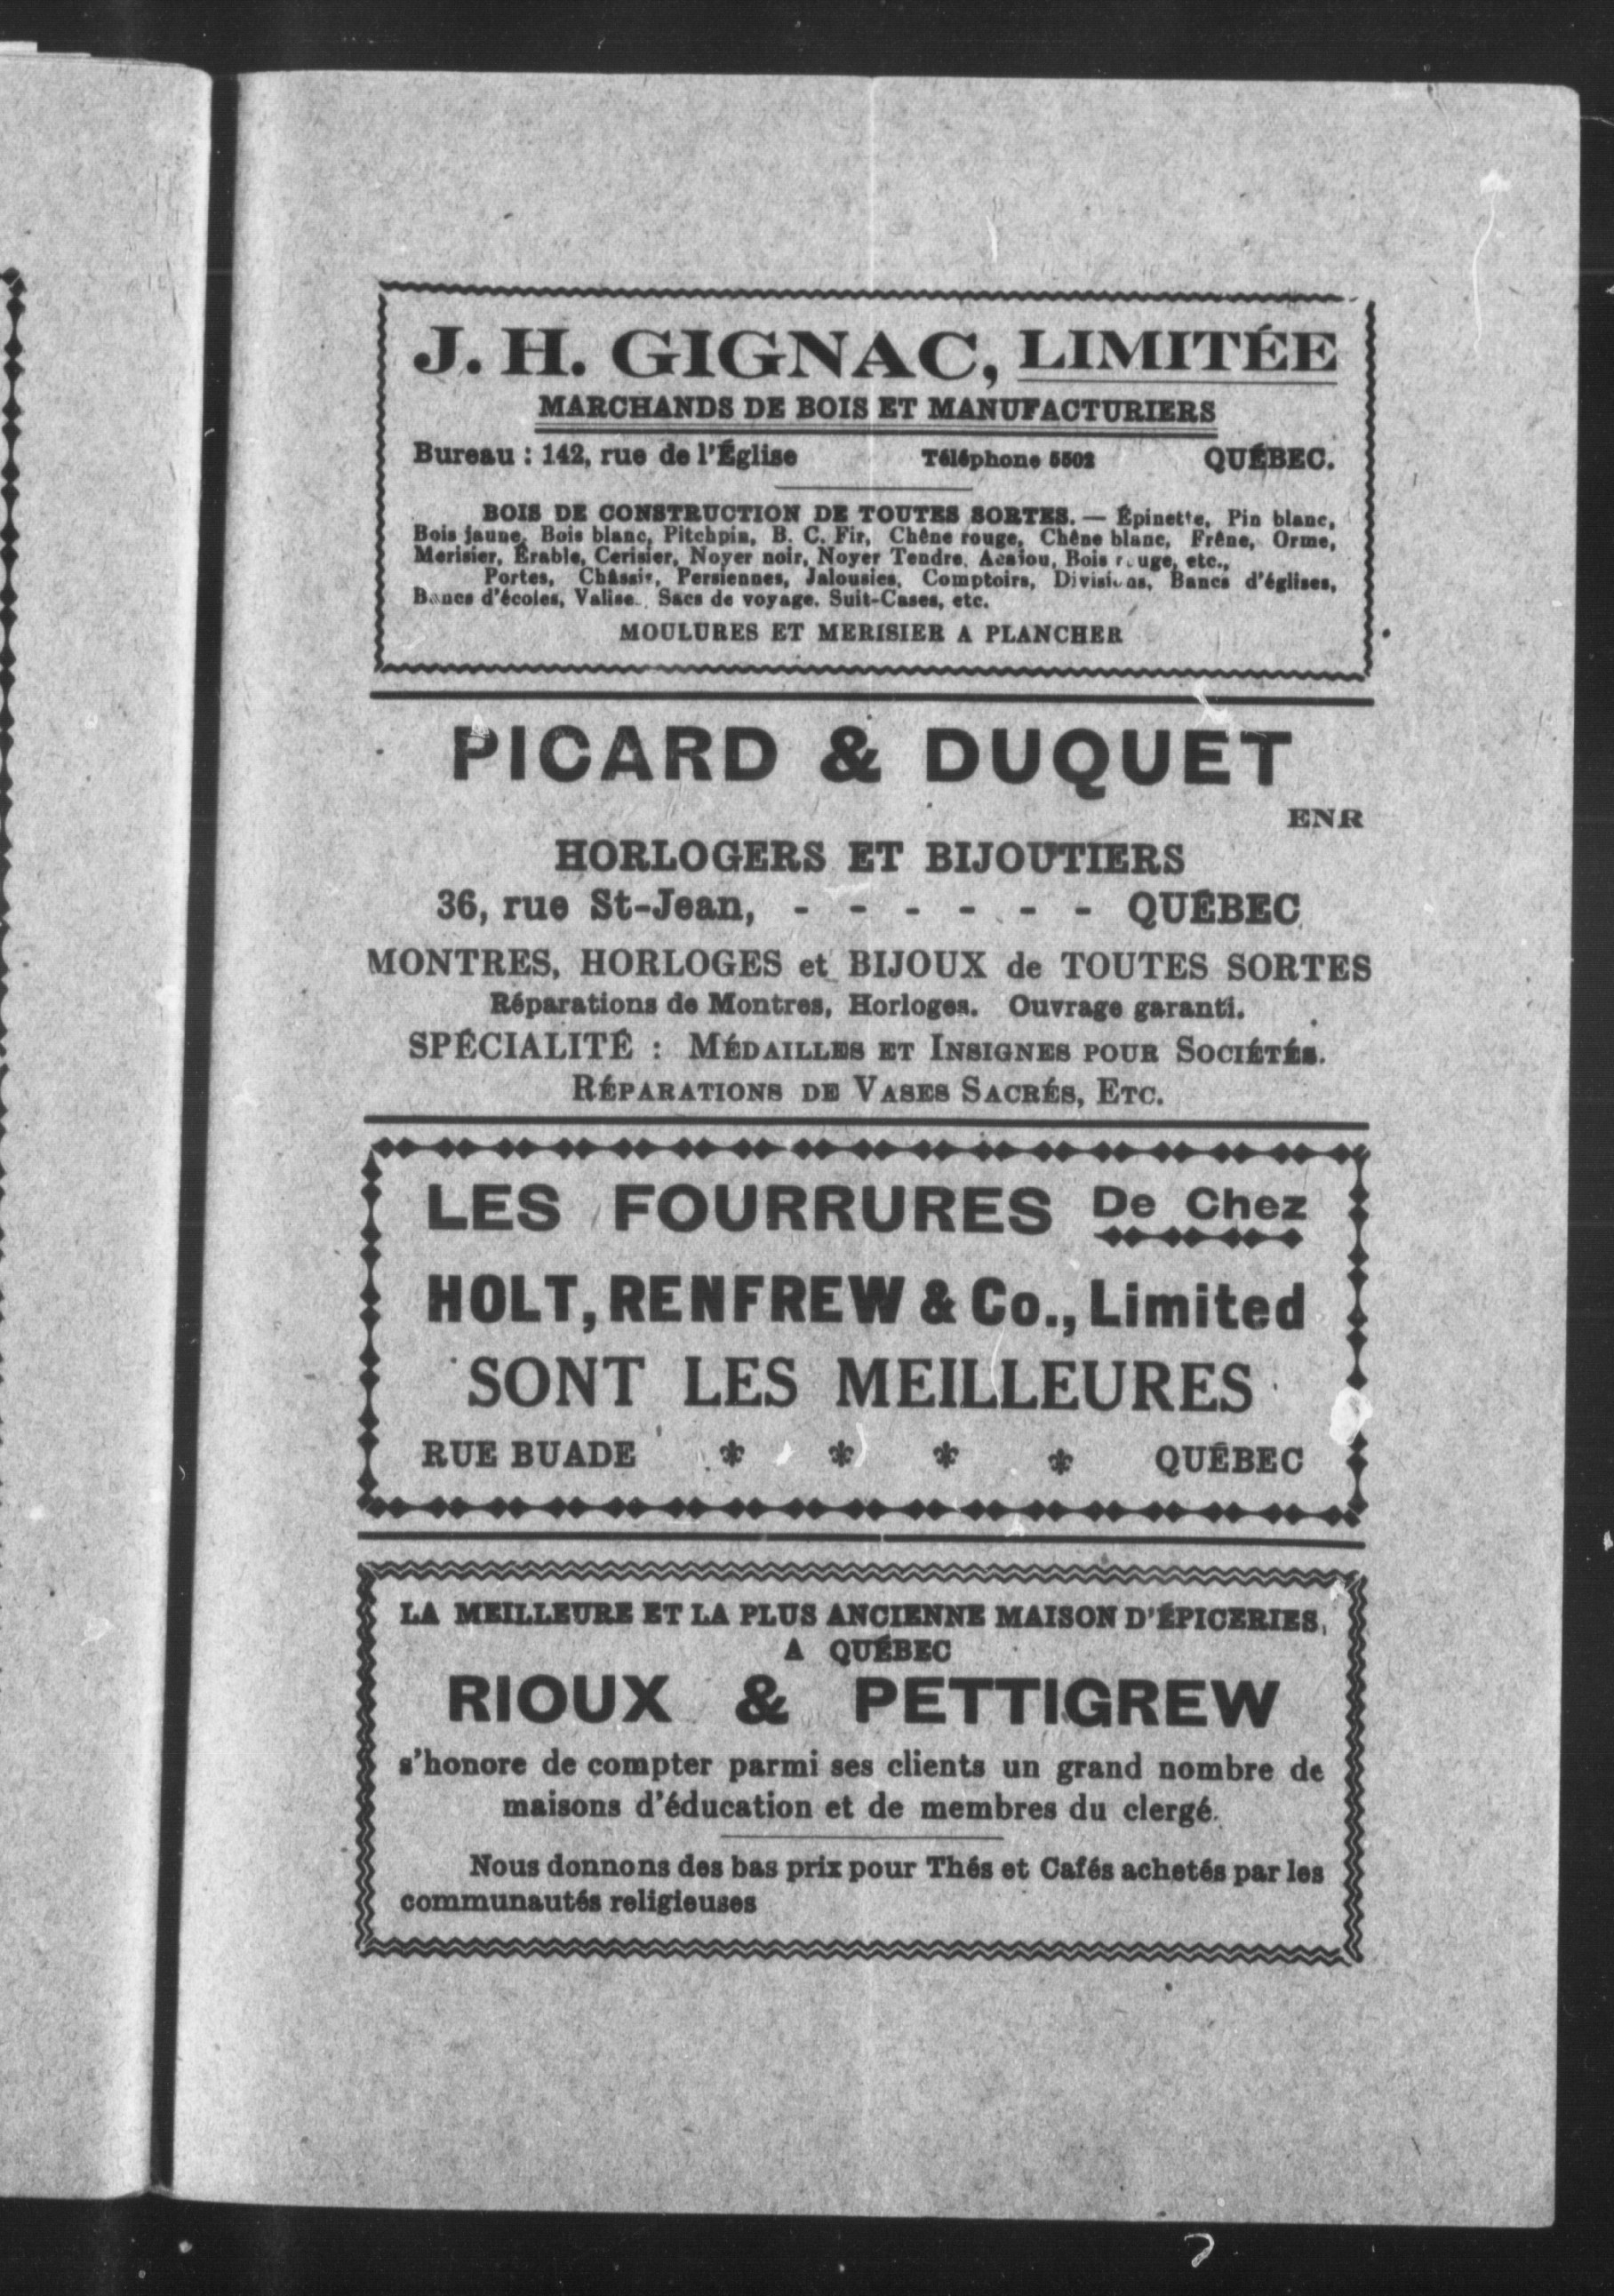 J. H. GIGNAC, LIMITÉE
MARCHANDS DE BOIS ET MANUFACTURIERS
Bureau : 142, rue de l'Église Téléphone 5502 QUÉBEC.
BOIS DE CONSTRUCTION DE TOUTES SORTES. — Épinette, Pin blanc,
Bois jaune, Bois blanc, Pitchpin, B. C. Fir, Chêne rouge, Chêne blanc, Frêne, Orme,
Merisier, Érable, Cerisier, Noyer noir, Noyer Tendre, Acajou, Bois rouge, etc.,
Portes, Châssis, Persiennes, Jalousies, Comptoirs, Divisions, Bancs d'églises,
Bancs d'écoles, Valise.. Sacs de voyage. Suit-Cases, etc.
MOULURES ET MERISIER A PLANCHER
PICARD & DUQUET
ENR
HORLOGERS ET BIJOUTIERS
36, rue St-Jean, - - - - - - QUÉBEC
MONTRES, HORLOGES et BIJOUX de TOUTES SORTES
Réparations de Montres, Horloges. Ouvrage garanti.
SPÉCIALITÉ : MÉDAILLES ET INSIGNES POUR SOCIÉTÉS.
RÉPARATIONS DE VASES SACRÉS, ETC.
LES FOURRURES De Chez
HOLT, RENFREW & Co., Limited
SONT LES MEILLEURES
RUE BUADE QUÉBEC
LA MEILLEURE ET LA PLUS ANCIENNE MAISON D'ÉPICERIES,
A QUÉBEC
RIOUX & PETTIGREW
s'honore de compter parmi ses clients un grand nombre de
maisons d'éducation et de membres du clergé.
Nous donnons des bas prix pour Thés et Cafés achetés par les
communautés religieuses